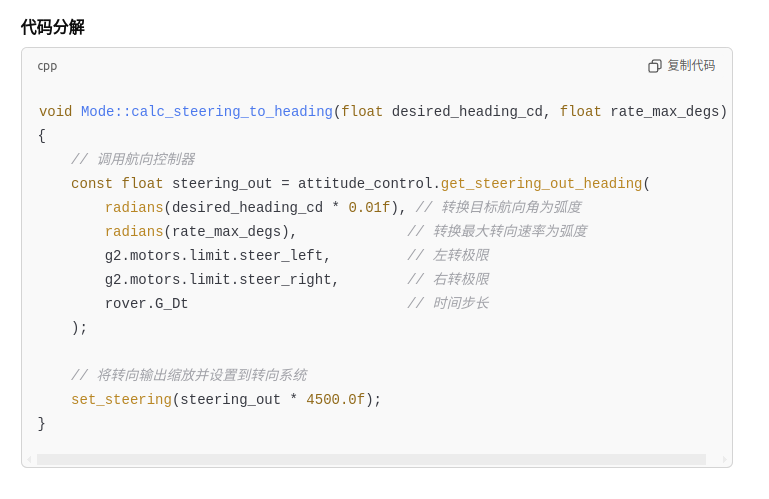 代码分解
cpp
复制代码
void Mode::calc_steering_to_heading(float desired_heading_cd, float rate_max_degs)
{
    // 调用航向控制器
    const float steering_out = attitude_control.get_steering_out_heading(
        radians(desired_heading_cd * 0.01f), // 转换目标航向角为弧度
        radians(rate_max_degs),             // 转换最大转向速率为弧度
        g2.motors.limit.steer_left,         // 左转极限
        g2.motors.limit.steer_right,        // 右转极限
        rover.G_Dt                          // 时间步长
    );
    // 将转向输出缩放并设置到转向系统
    set_steering(steering_out * 4500.0f);
}